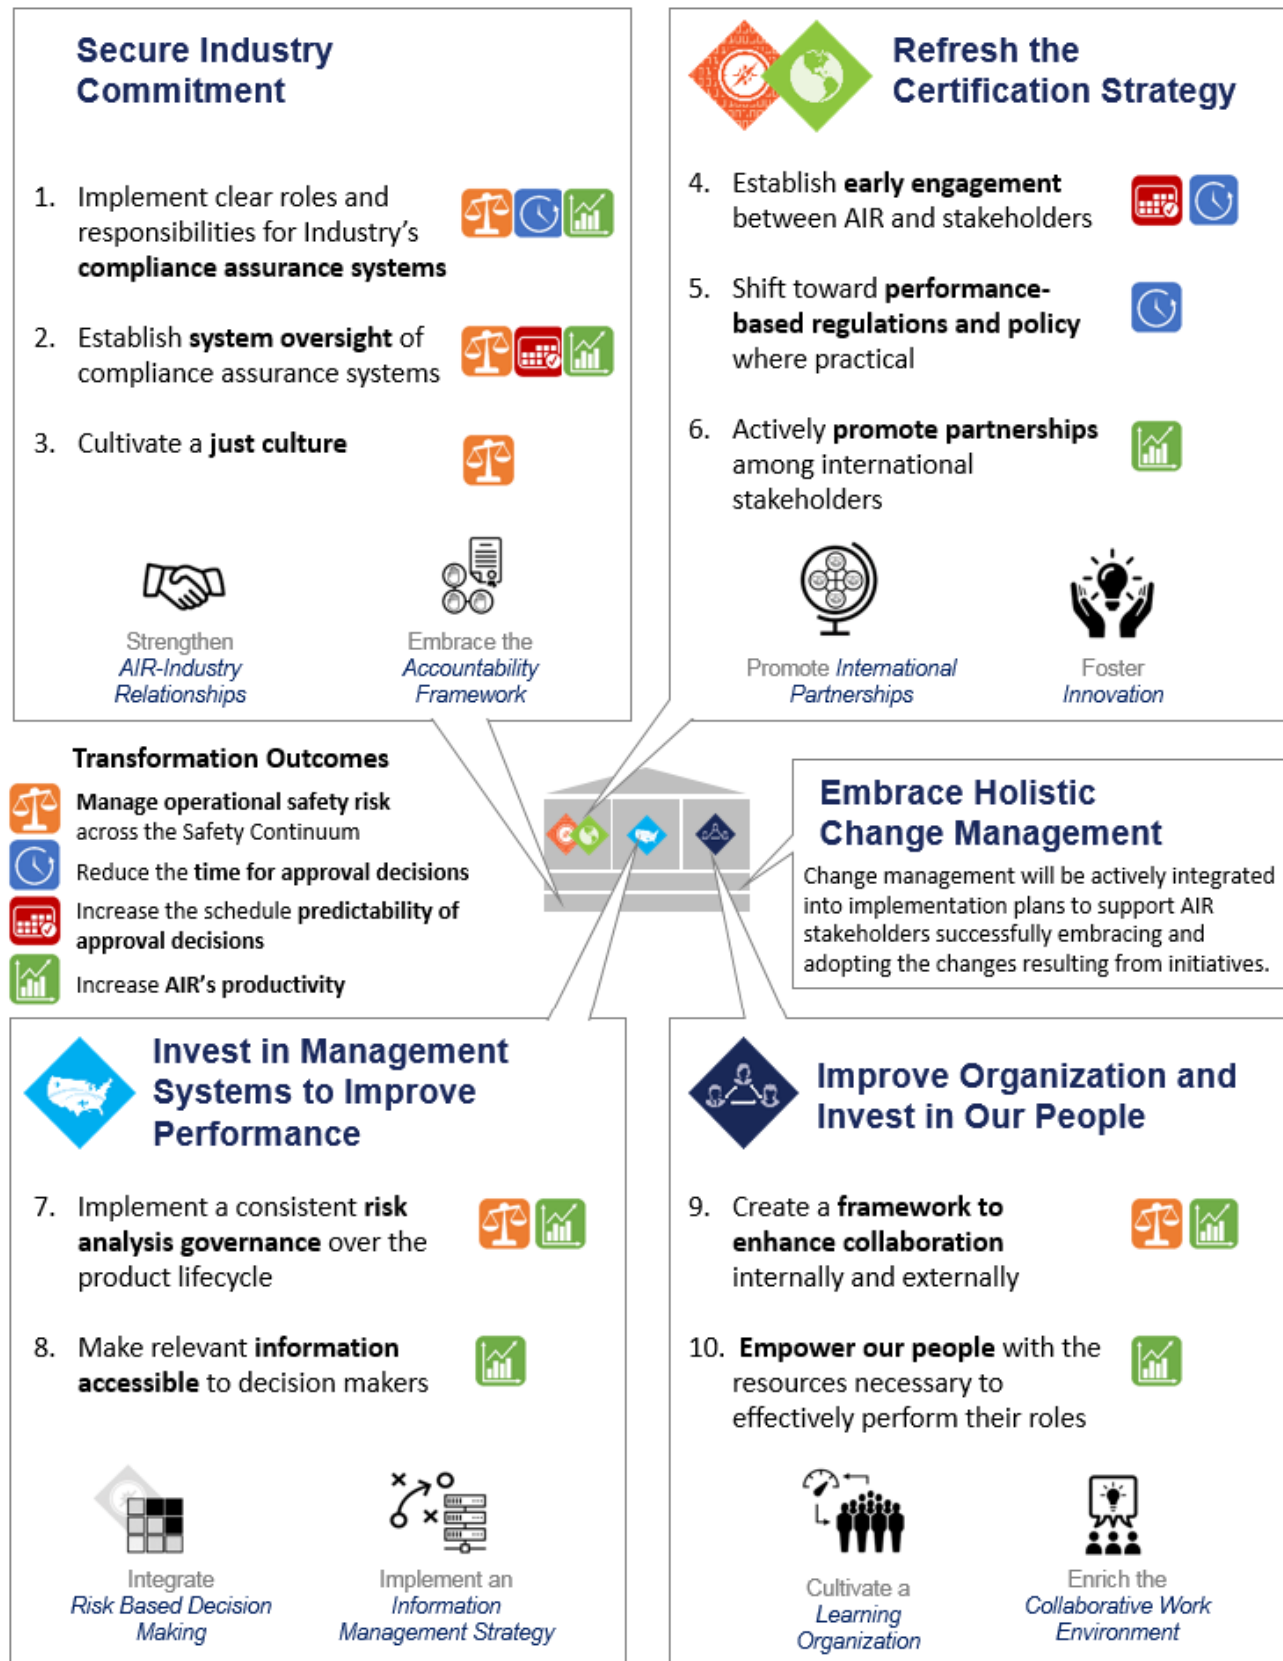 Secure Industry
Commitment
1. Implement clear roles and
responsibilities for Industry's
compliance assurance systems
2. Establish system oversight of
compliance assurance systems
3. Cultivate a just culture
Strengthen
AIR-Industry
Relationships
Embrace the
Accountability
Framework
Refresh the
Certification Strategy
4. Establish early engagement
between AIR and stakeholders
5. Shift toward performance-
based regulations and policy
where practical
6. Actively promote partnerships
among international
stakeholders
Promote International
Partnerships
Foster
Innovation
Transformation Outcomes
Manage operational safety risk
across the Safety Continuum
Reduce the time for approval decisions
Increase the schedule predictability of
approval decisions
Increase AIR's productivity
Embrace Holistic
Change Management
Change management will be actively integrated
into implementation plans to support AIR
stakeholders successfully embracing and
adopting the changes resulting from initiatives.
Invest in Management
Systems to Improve
Performance
7. Implement a consistent risk
analysis governance over the
product lifecycle
8. Make relevant information
accessible to decision makers
Integrate
Risk Based Decision
Making
Implement an
Information
Management Strategy
Improve Organization and
Invest in Our People
9. Create a framework to
enhance collaboration
internally and externally
10. Empower our people with the
resources necessary to
effectively perform their roles
Cultivate a
Learning
Organization
Enrich the
Collaborative Work
Environment